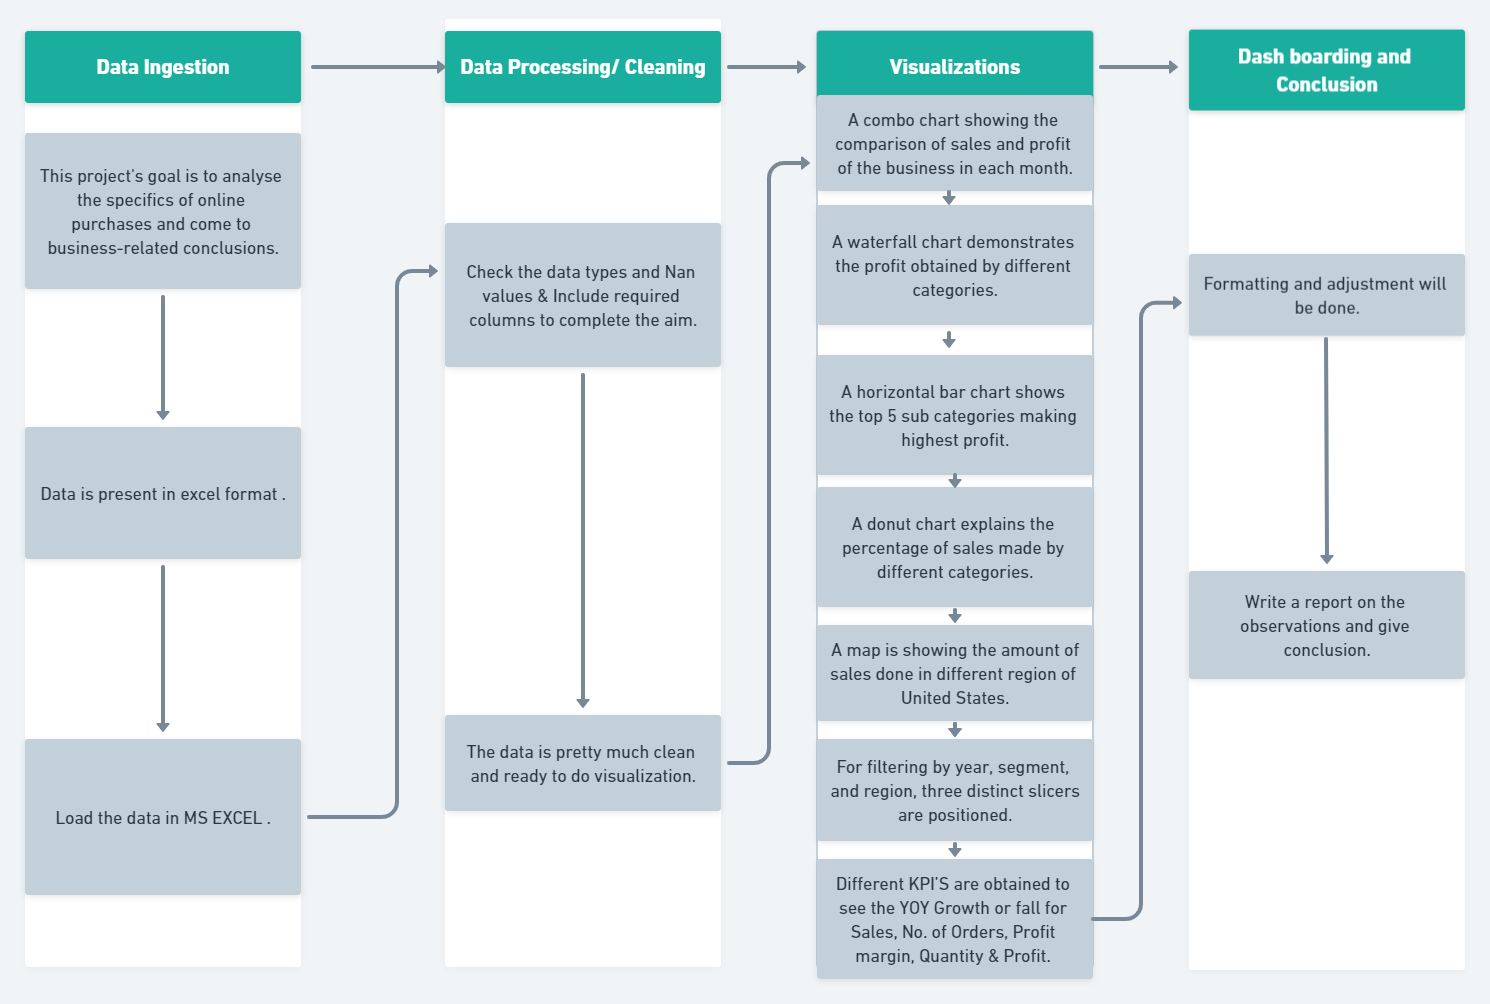 Data Ingestion
This project's goal is to analyse
the specifics of online
purchases and come to
business-related conclusions.
Data is present in excel format .
Load the data in MS EXCEL .
Data Processing/ Cleaning
Check the data types and Nan
values & Include required
columns to complete the aim.
The data is pretty much clean
and ready to do visualization.
Visualizations
A combo chart showing the
comparison of sales and profit
of the business in each month.
A waterfall chart demonstrates
the profit obtained by different
categories.
A horizontal bar chart shows
the top 5 sub categories making
highest profit.
A donut chart explains the
percentage of sales made by
different categories.
A map is showing the amount of
sales done in different region of
United States.
For filtering by year, segment,
and region, three distinct slicers
are positioned.
Different KPI'S are obtained to
see the YOY Growth or fall for
Sales, No. of Orders, Profit
margin, Quantity & Profit.
Dash boarding and
Conclusion
Formatting and adjustment will
be done.
Write a report on the
observations and give
conclusion.